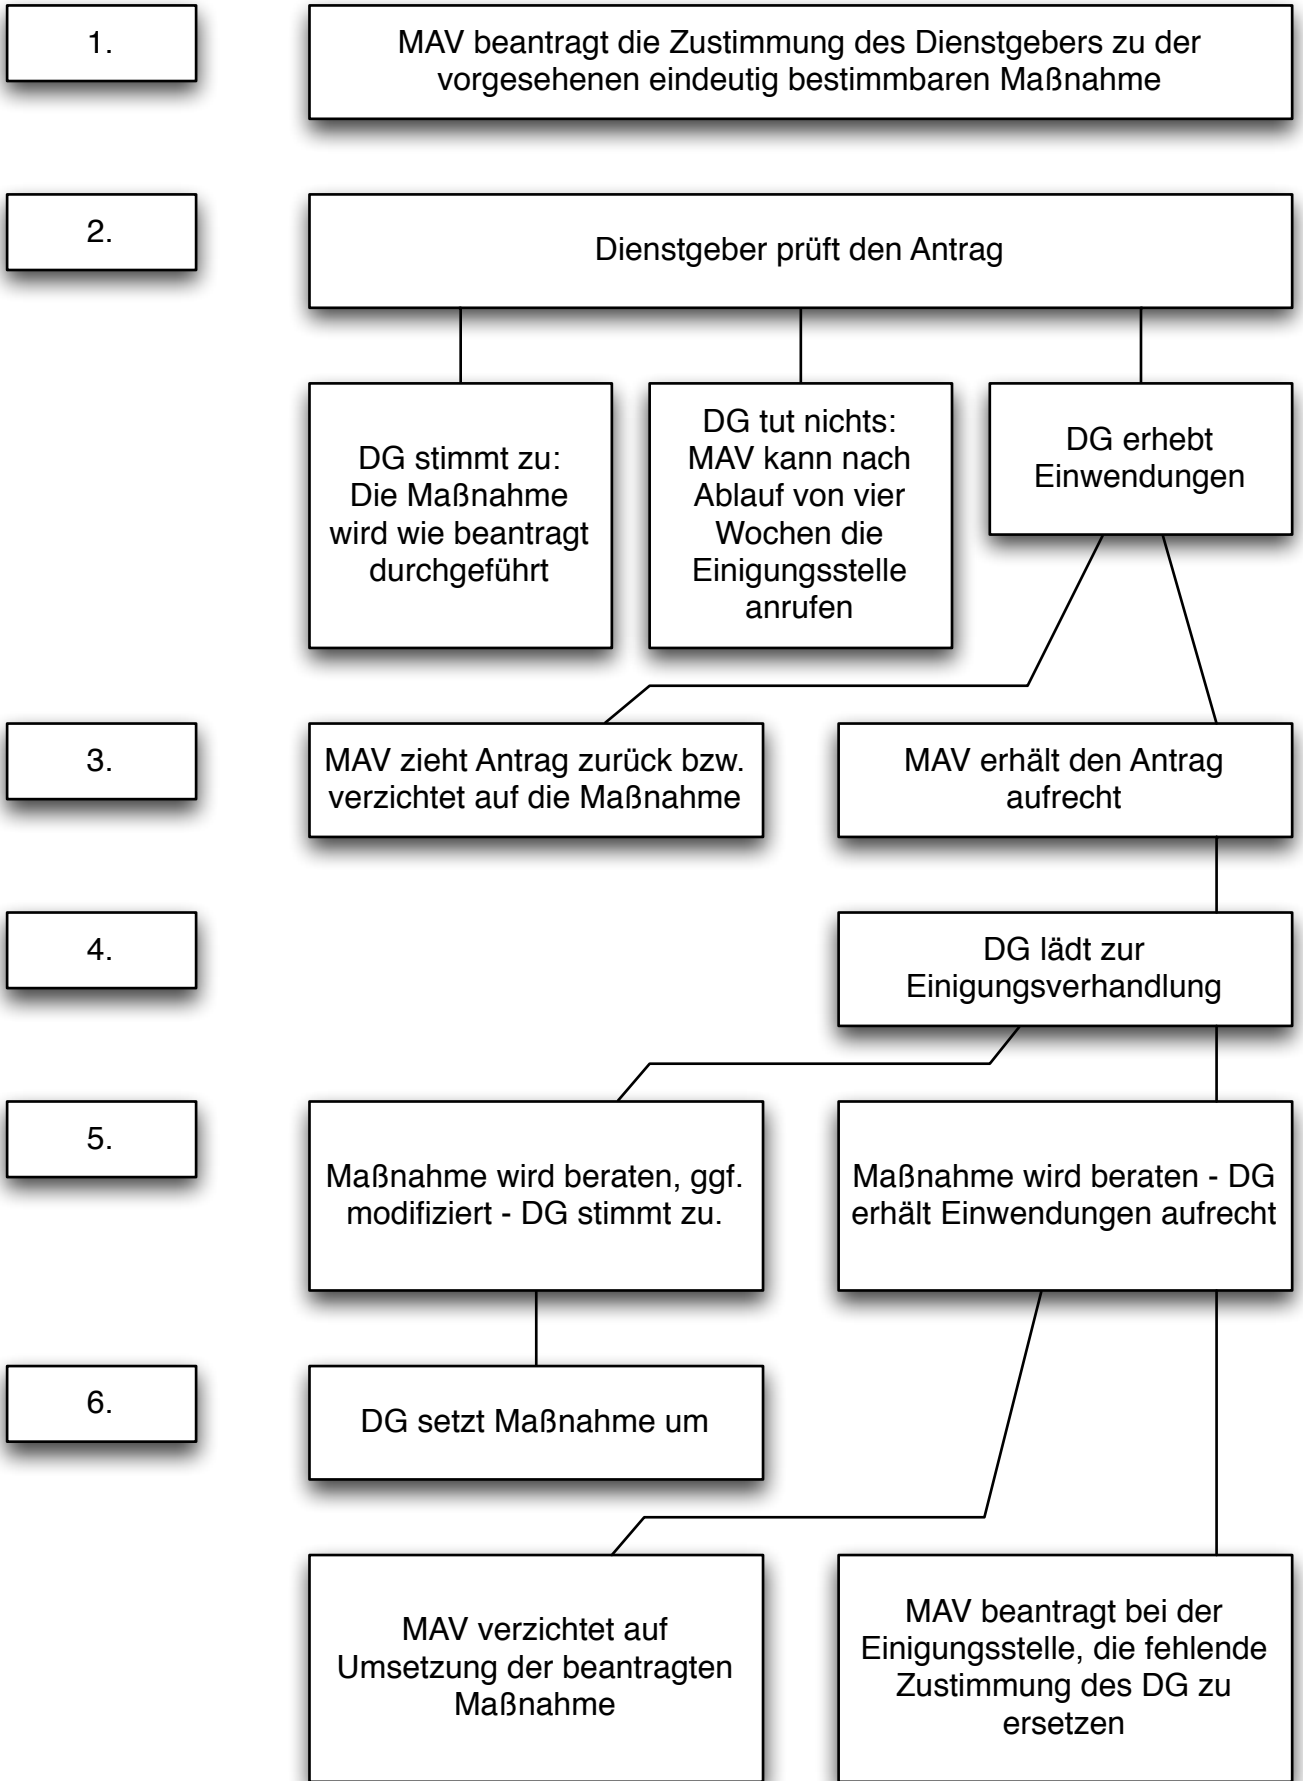 1.
MAV beantragt die Zustimmung des Dienstgebers zu der
vorgesehenen eindeutig bestimmbaren Maßnahme
2.
Dienstgeber prüft den Antrag
DG stimmt zu:
Die Maßnahme
wird wie beantragt
durchgeführt
DG tut nichts:
MAV kann nach
Ablauf von vier
Wochen die
Einigungsstelle
anrufen
DG erhebt
Einwendungen
3.
MAV zieht Antrag zurück bzw.
verzichtet auf die Maßnahme
MAV erhält den Antrag
aufrecht
4.
DG lädt zur
Einigungsverhandlung
5.
Maßnahme wird beraten, ggf.
modifiziert - DG stimmt zu.
Maßnahme wird beraten - DG
erhält Einwendungen aufrecht
6.
DG setzt Maßnahme um
MAV verzichtet auf
Umsetzung der beantragten
Maßnahme
MAV beantragt bei der
Einigungsstelle, die fehlende
Zustimmung des DG zu
ersetzen